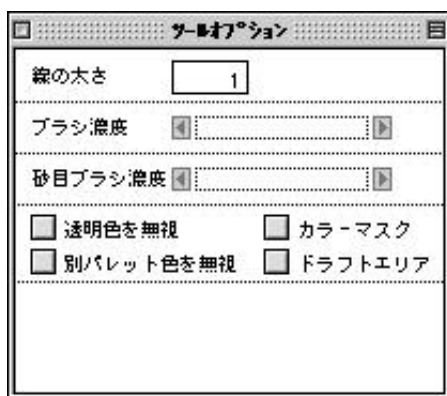 ツールオプション
線の太さ 1
ブラシ濃度
砂目ブラシ濃度
透明色を無視 カラーマスク
別パレット色を無視 ドラフトエリア